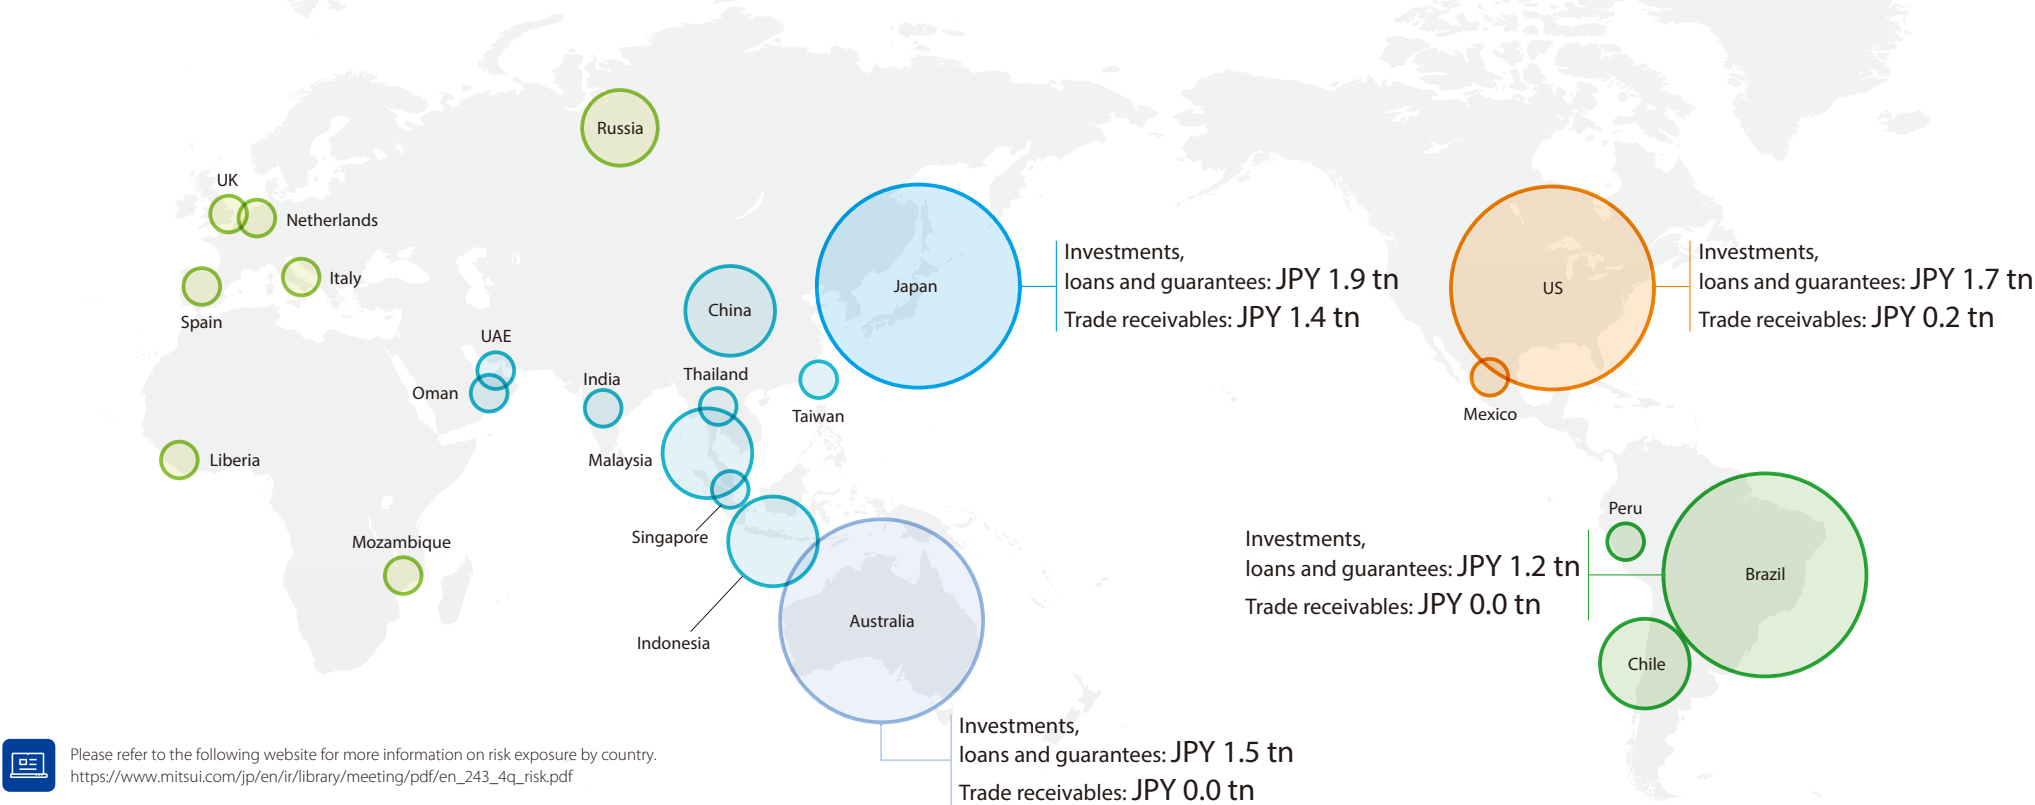 Russia
UK
Netherlands
Italy
Spain
UAE
Oman
India
Thailand
China
Taiwan
Malaysia
Singapore
Indonesia
Liberia
Mozambique
Japan
Investments,
loans and guarantees: JPY 1.9 tn
Trade receivables: JPY 1.4 tn
US
Investments,
loans and guarantees: JPY 1.7 tn
Trade receivables: JPY 0.2 tn
Mexico
Peru
Investments,
loans and guarantees: JPY 1.2 tn
Trade receivables: JPY 0.0 tn
Brazil
Chile
Australia
Investments,
loans and guarantees: JPY 1.5 tn
Trade receivables: JPY 0.0 tn
Please refer to the following website for more information on risk exposure by country.
https://www.mitsui.com/jp/en/ir/library/meeting/pdf/en_243_4q_risk.pdf